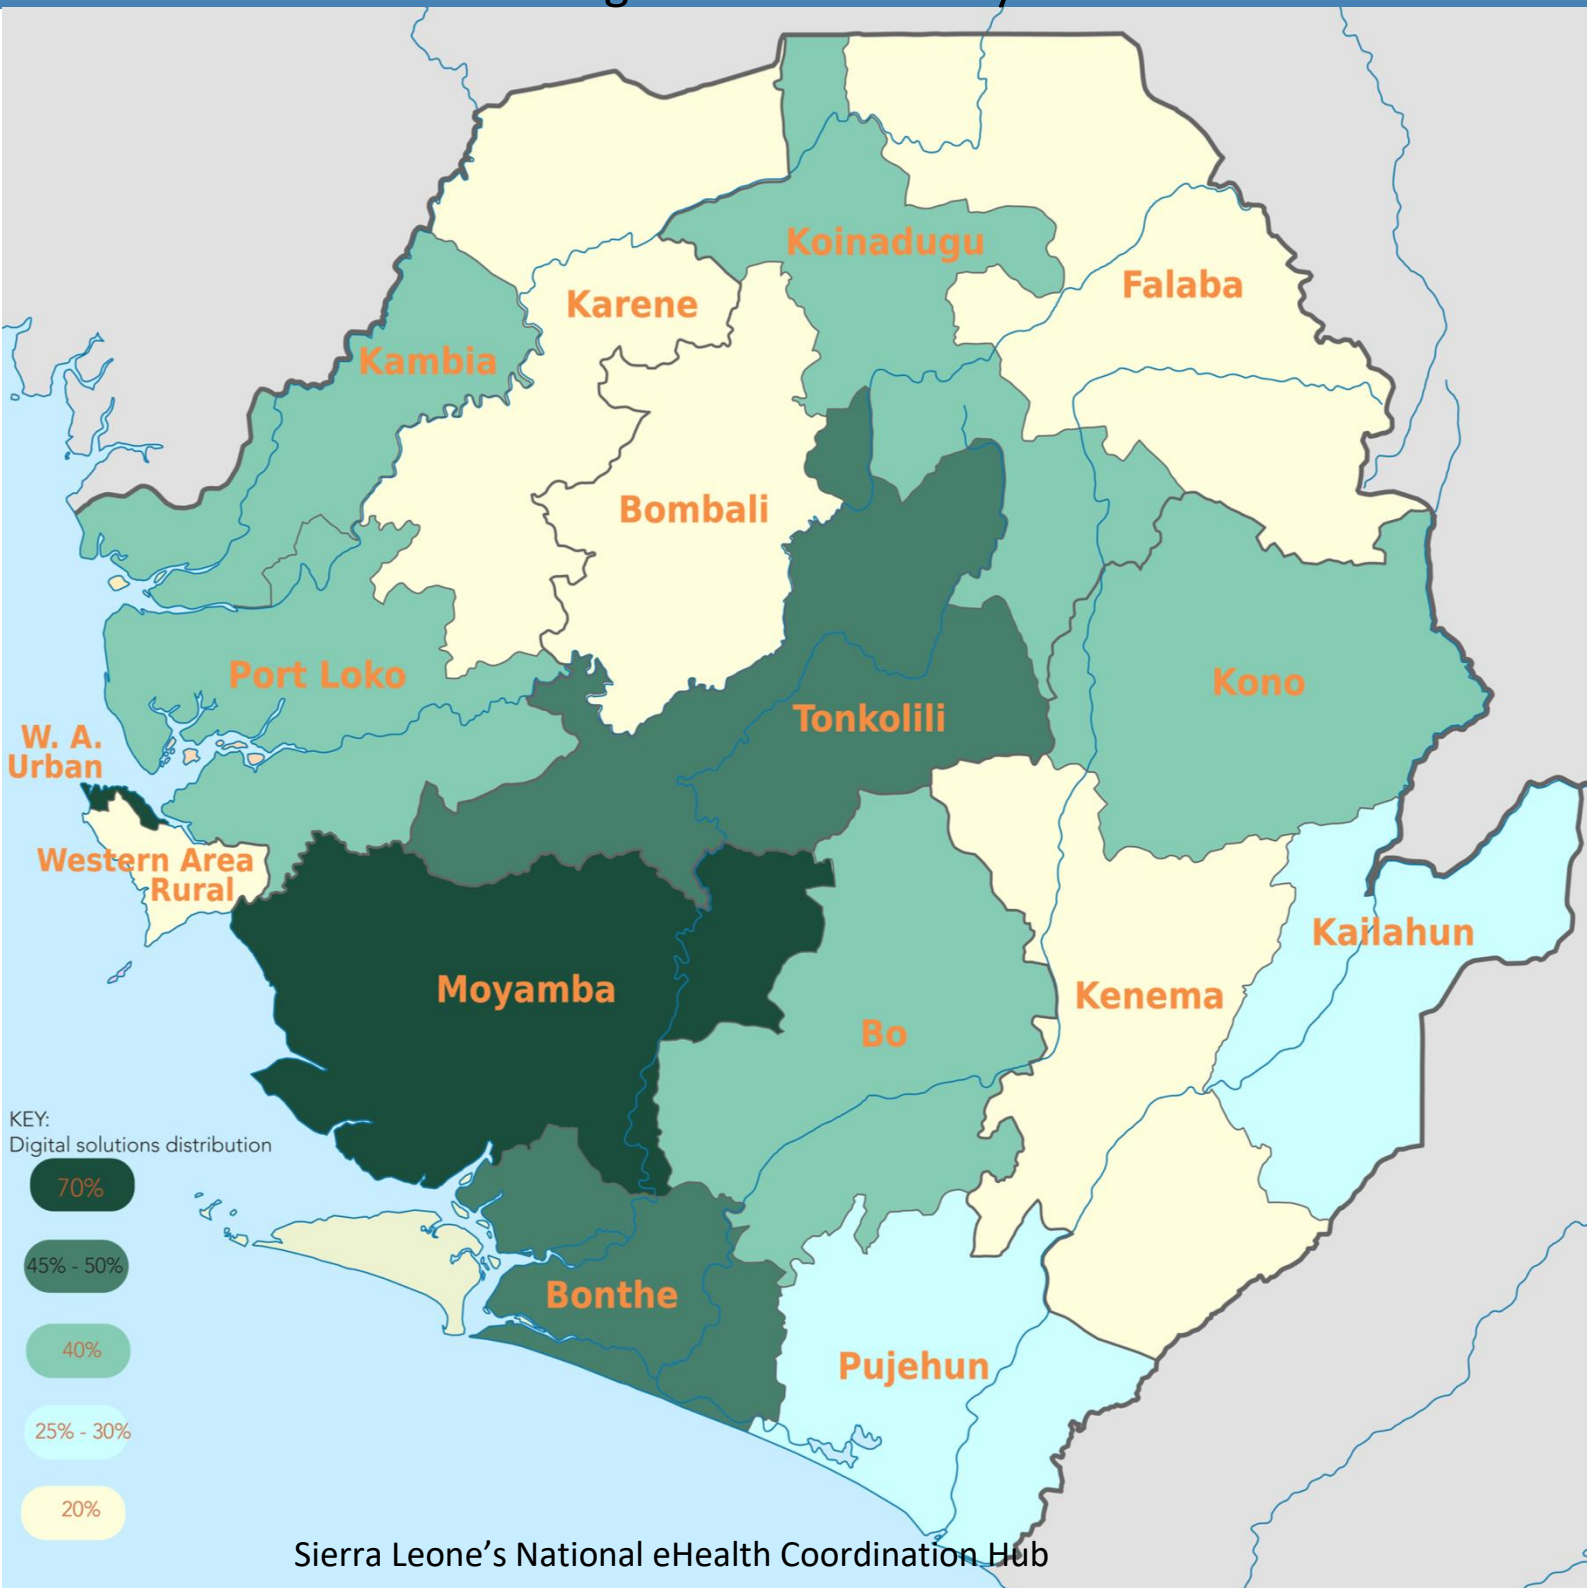 Koinadugu
Falaba
Karene
Kambia
Bombali
Port Loko
Kono
Tonkolili
W. A.
Urban
Western Area
Rural
Kailahun
Moyamba
Kenema
Bo
KEY:
Digital solutions distribution
70%
45% - 50%
Bonthe
40%
Pujehun
25% - 30%
20%
Sierra Leone’s National eHealth Coordination Hub